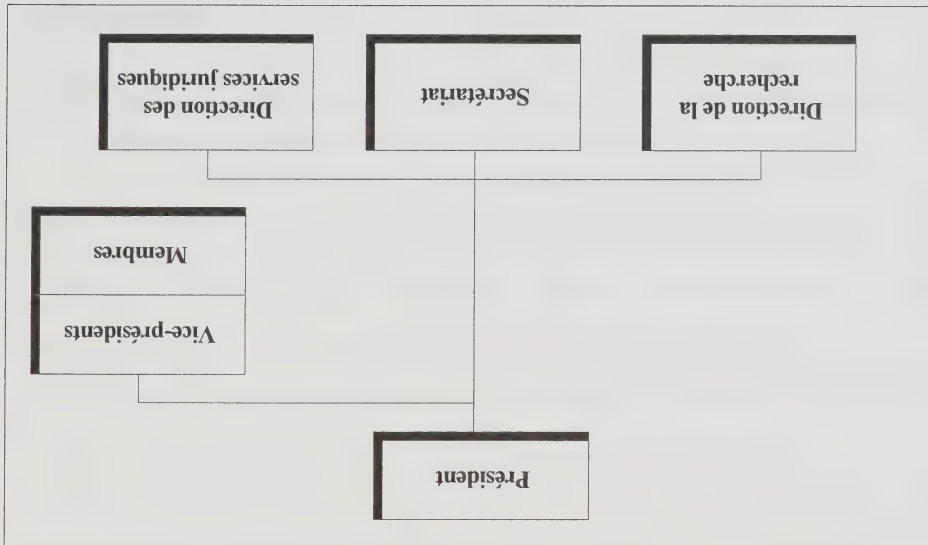 Président
Vice-présidents
Membres
Direction de la
recherche
Secrétariat
Direction des
services juridiques